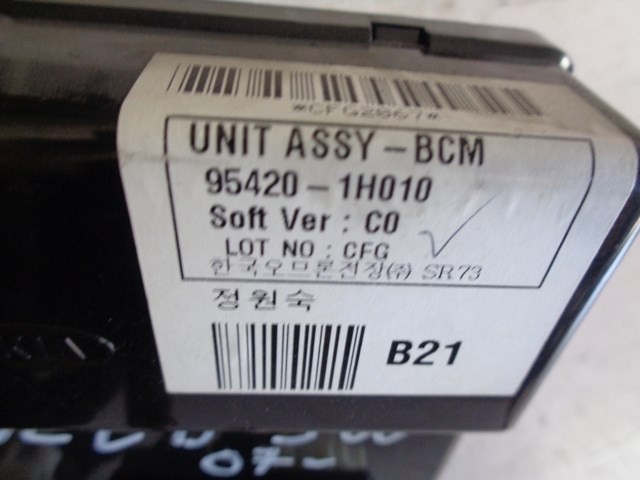 *CFG2867*
UNIT ASSY-BCM
95420-1H010
Soft Ver : C0
LOT NO : CFG
한국오므론전장(주) SR73
정원숙
B21
07-